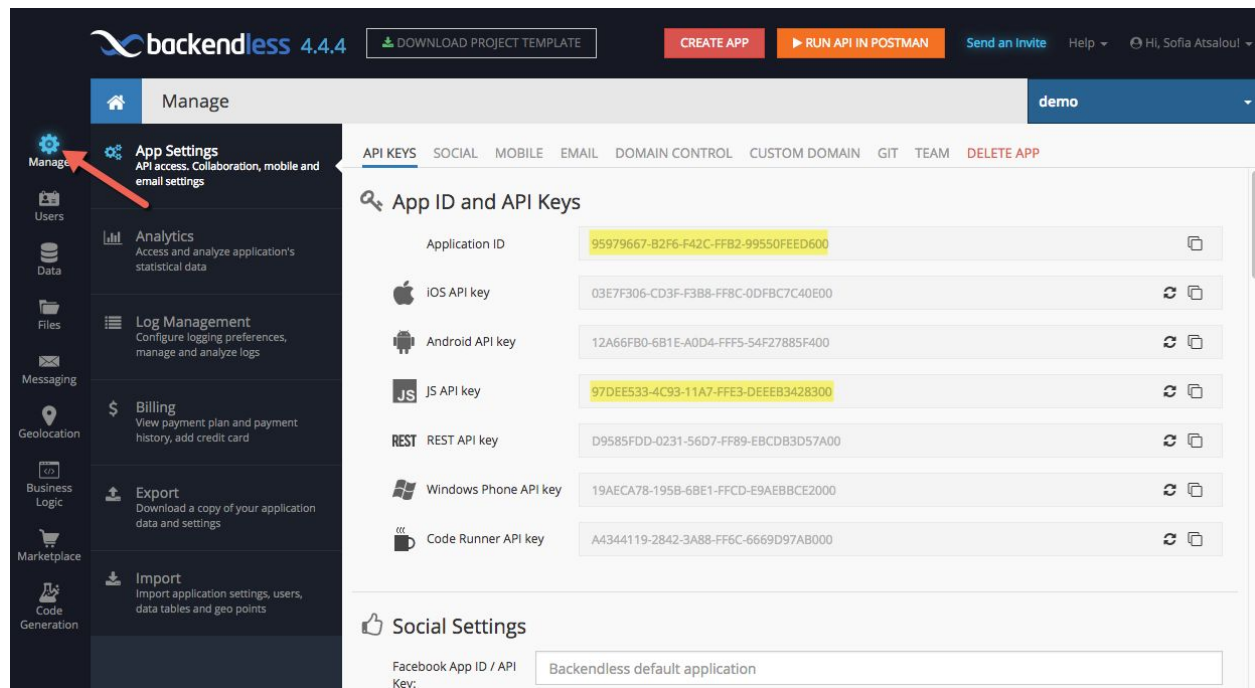 backendless 4.4.4
DOWNLOAD PROJECT TEMPLATE
CREATE APP
RUN API IN POSTMAN
Send an Invite
Help
Hi, Sofia Atsalou!
Manage
demo
Manage
Users
Data
Files
Messaging
Geolocation
Business
Logic
Marketplace
Code
Generation
App Settings
API access. Collaboration, mobile and
email settings
Analytics
Access and analyze application's
statistical data
Log Management
Configure logging preferences,
manage and analyze logs
$ Billing
View payment plan and payment
history, add credit card
Export
Download a copy of your application
data and settings
Import
Import application settings, users,
data tables and geo points
API KEYS SOCIAL MOBILE EMAIL DOMAIN CONTROL CUSTOM DOMAIN GIT TEAM DELETE APP
App ID and API Keys
Application ID 95979667-B2F6-F42C-FFB2-99550FEED600
iOS API key 03E7F306-CD3F-F3B8-FF8C-0DFBC7C40E00
Android API key 12A66FB0-6B1E-A0D4-FFF5-54F27885F400
JS JS API key 97DEE533-4C93-11A7-FFE3-DEEEB3428300
REST REST API key D9585FDD-0231-56D7-FF89-EBCDB3D57A00
Windows Phone API key 19AECA78-195B-6BE1-FFCD-E9AEBBCE2000
Code Runner API key A4344119-2842-3A88-FF6C-6669D97AB000
Social Settings
Facebook App ID / API
Key:
Backendless default application